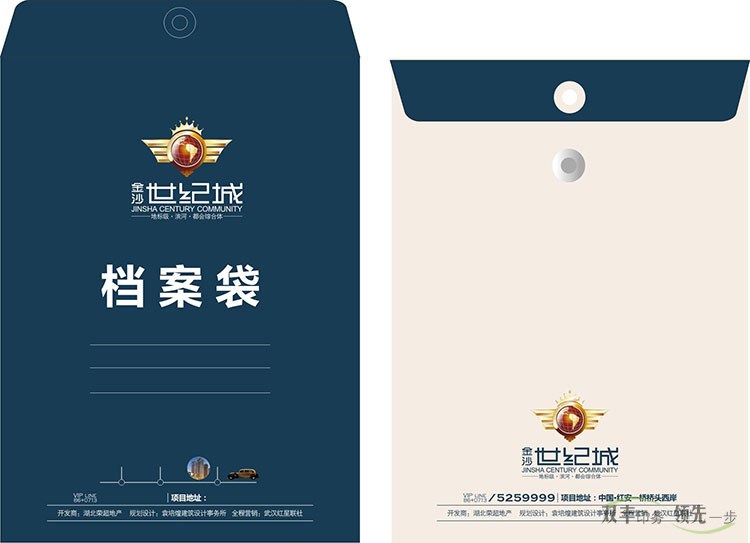 金沙 世纪城
JINSHA CENTURY COMMUNITY
地标级·滨河·都会综合体
档案袋
VIP LINE
86+0713
项目地址：
开发商：湖北荣超地产 规划设计：袁培煌建筑设计事务所 全程营销：武汉红星联社
金沙 世纪城
JINSHA CENTURY COMMUNITY
地标级·滨河·都会综合体
VIP LINE
86+0713 /5259999 项目地址：中国·红安一桥桥头西岸
开发商：湖北荣超地产 规划设计：袁培煌建筑设计事务所 全程营销：武汉红星联社
双丰印务 领先一步